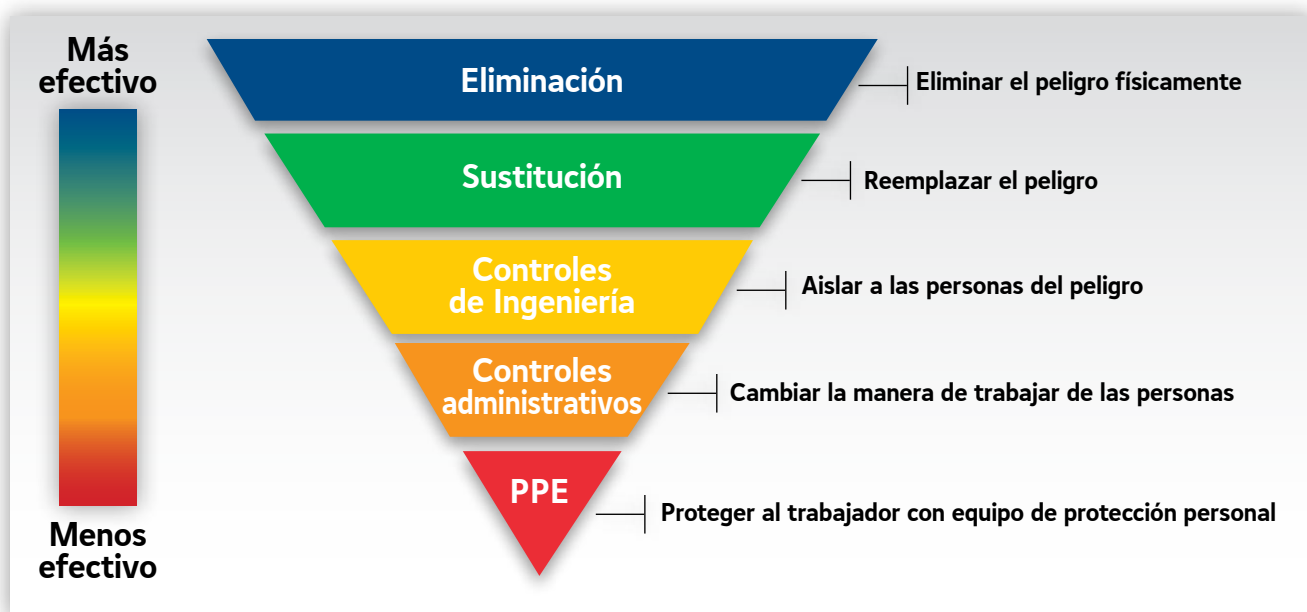 Más
efectivo
Eliminación
Eliminar el peligro físicamente
Sustitución
Reemplazar el peligro
Controles
de Ingeniería
Aislar a las personas del peligro
Controles
administrativos
Cambiar la manera de trabajar de las personas
PPE
Proteger al trabajador con equipo de protección personal
Menos
efectivo